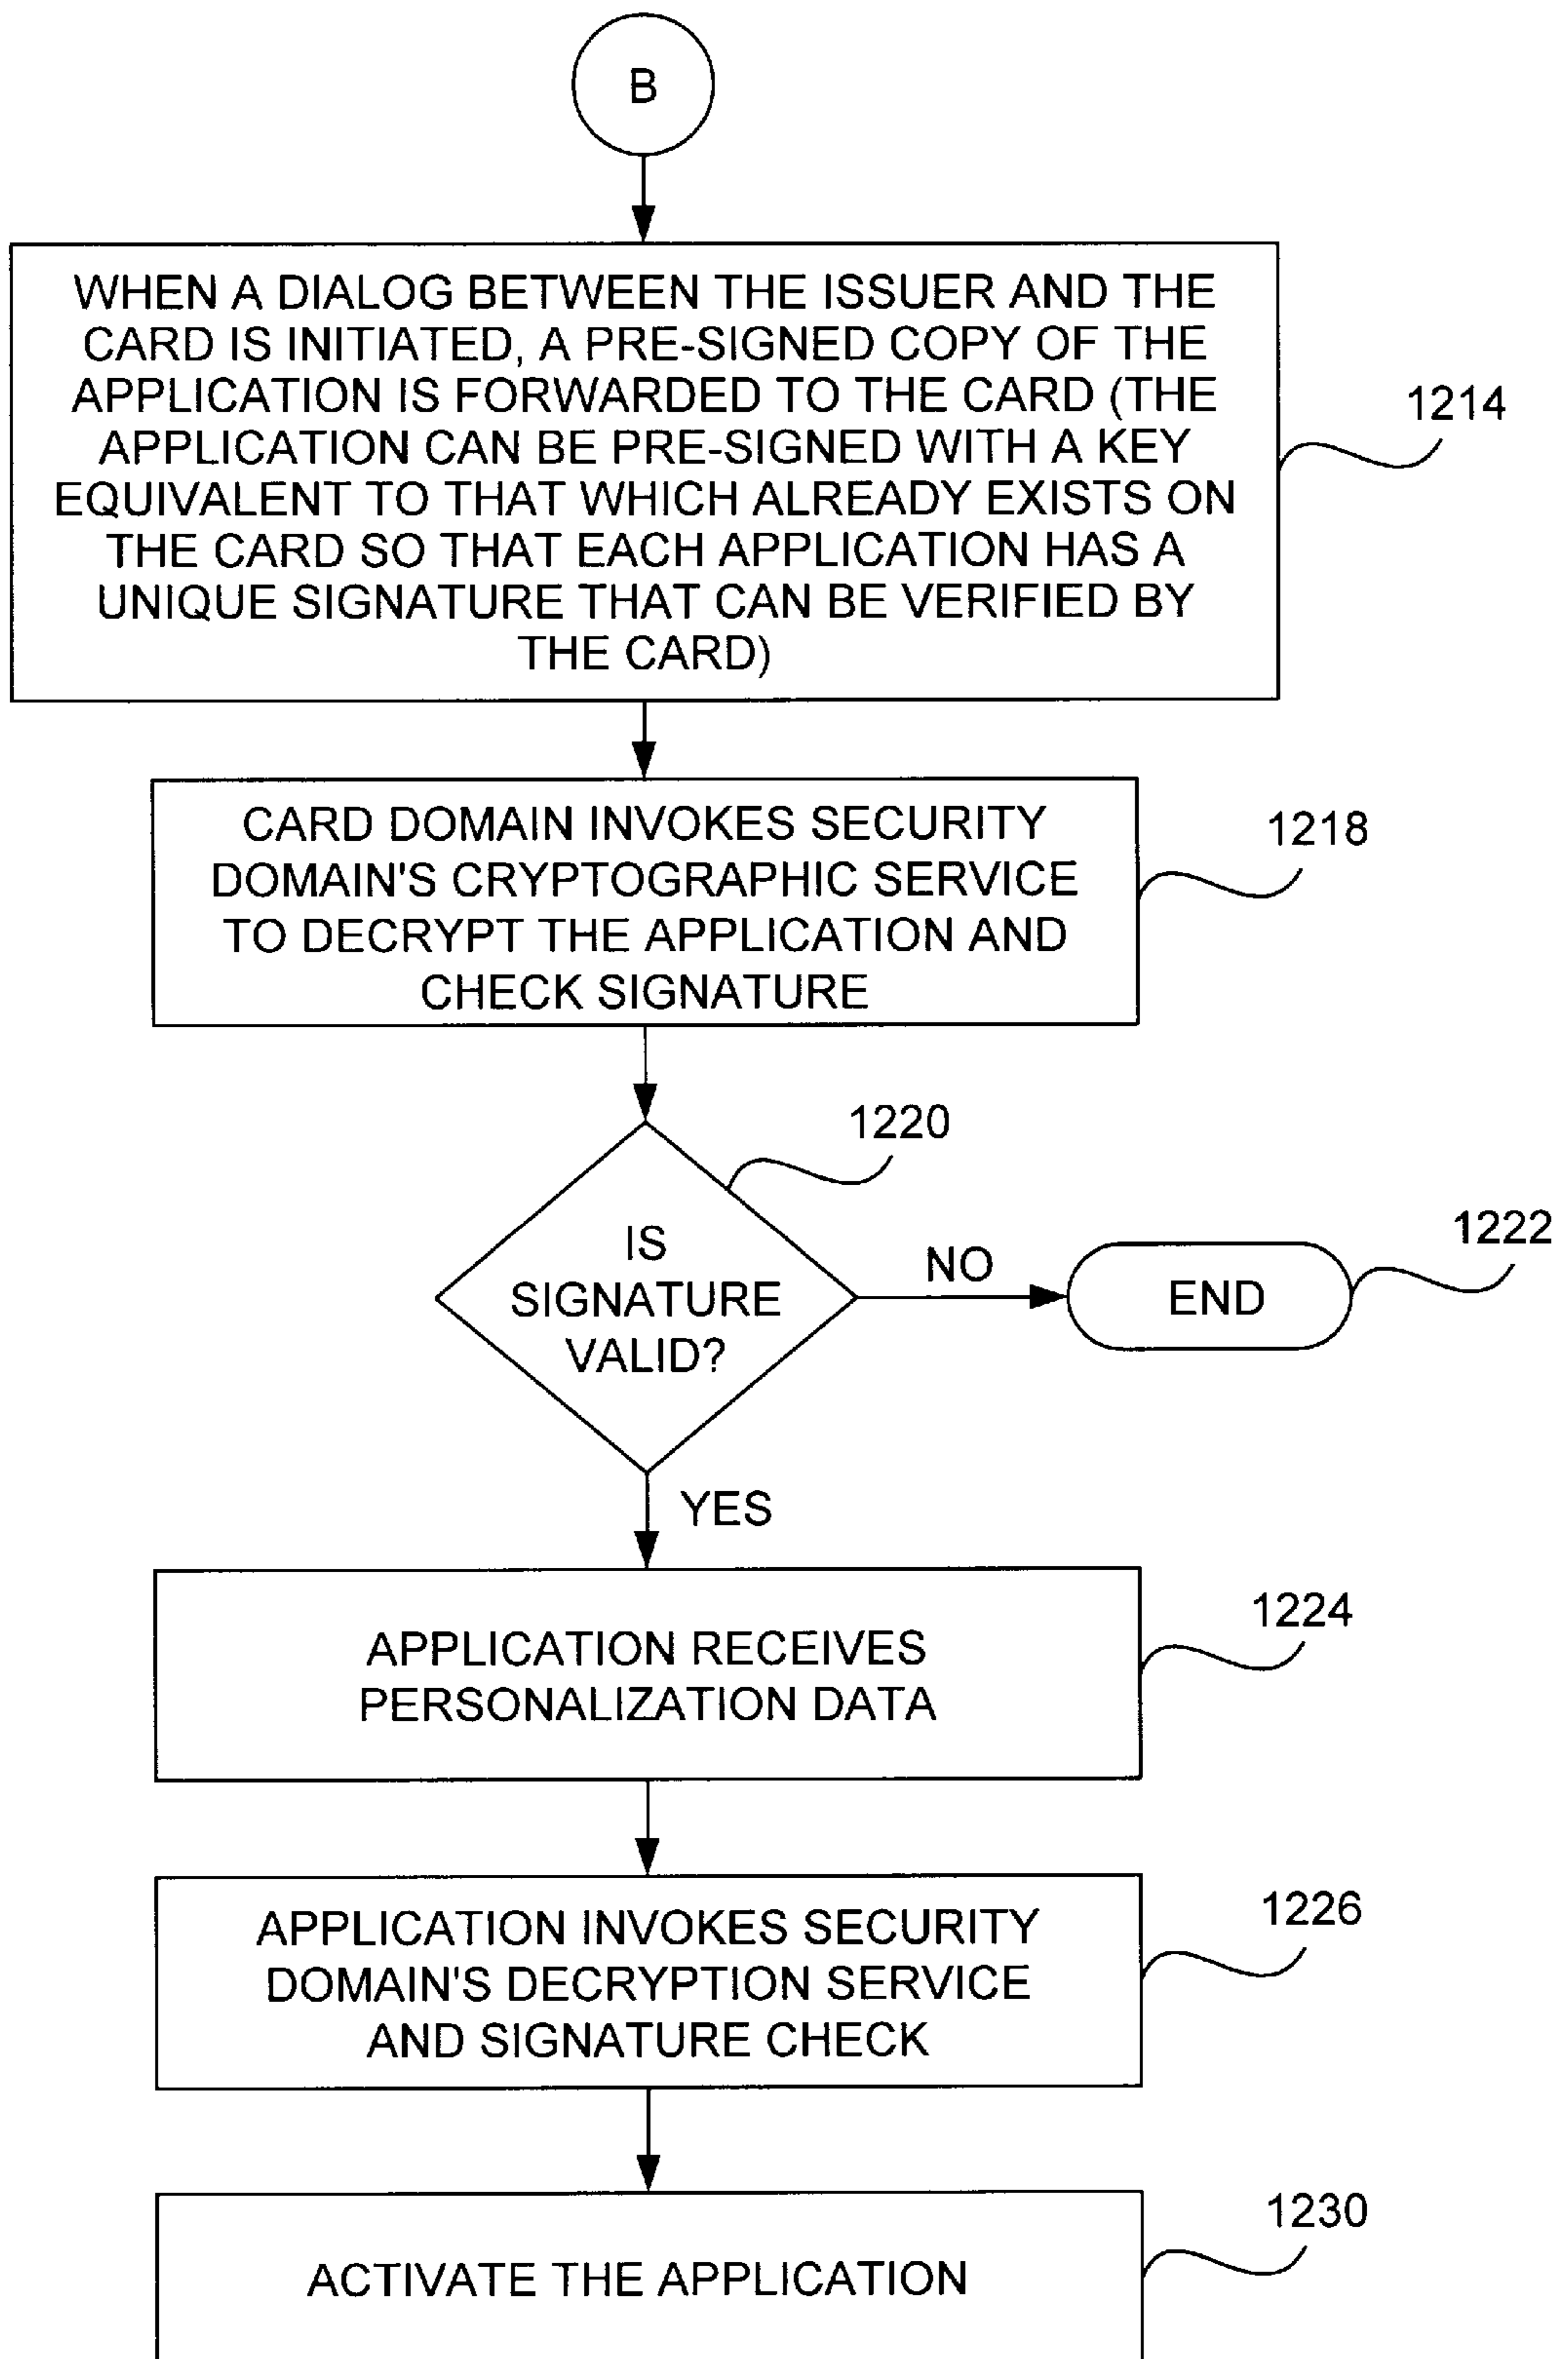 B
WHEN A DIALOG BETWEEN THE ISSUER AND THE
CARD IS INITIATED, A PRE-SIGNED COPY OF THE
APPLICATION IS FORWARDED TO THE CARD (THE
APPLICATION CAN BE PRE-SIGNED WITH A KEY
EQUIVALENT TO THAT WHICH ALREADY EXISTS ON
THE CARD SO THAT EACH APPLICATION HAS A
UNIQUE SIGNATURE THAT CAN BE VERIFIED BY
THE CARD)
1214
CARD DOMAIN INVOKES SECURITY
DOMAIN'S CRYPTOGRAPHIC SERVICE
TO DECRYPT THE APPLICATION AND
CHECK SIGNATURE
1218
IS
SIGNATURE
VALID?
1220
NO
END
1222
YES
APPLICATION RECEIVES
PERSONALIZATION DATA
1224
APPLICATION INVOKES SECURITY
DOMAIN'S DECRYPTION SERVICE
AND SIGNATURE CHECK
1226
ACTIVATE THE APPLICATION
1230